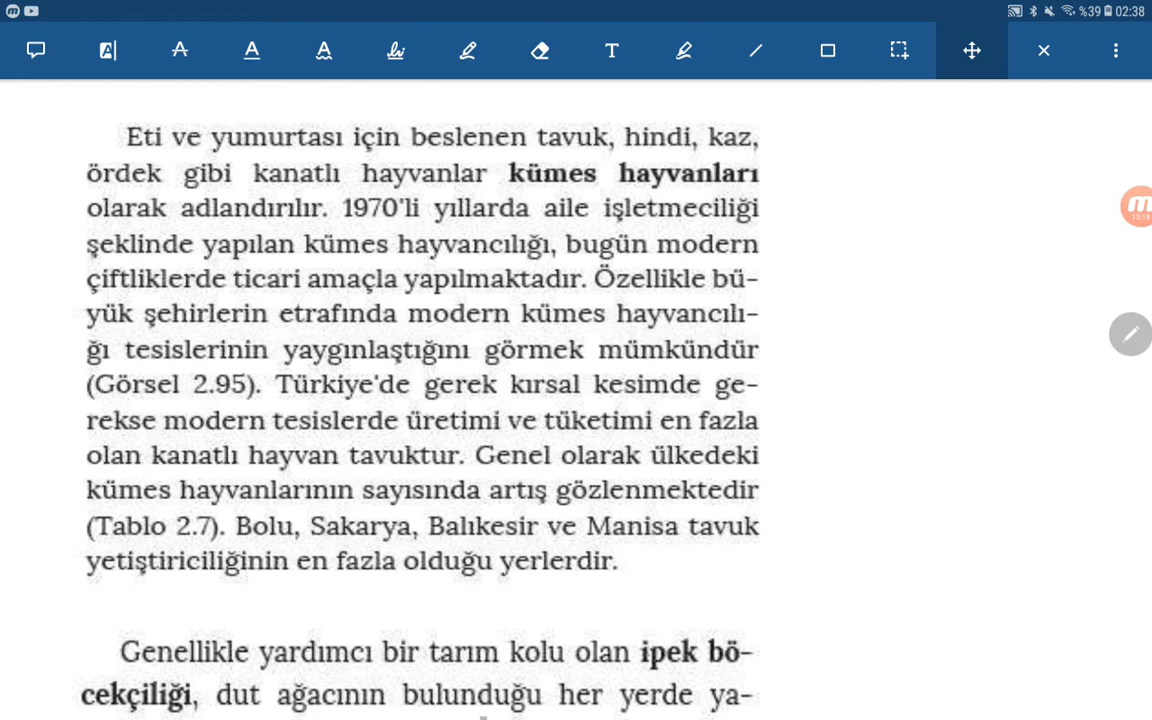 %39 02:38
A
A
A
A
T
Eti ve yumurtası için beslenen tavuk, hindi, kaz,
ördek gibi kanatlı hayvanlar kümes hayvanları
olarak adlandırılır. 1970'li yıllarda aile işletmeciliği
şeklinde yapılan kümes hayvancılığı, bugün modern
çiftliklerde ticari amaçla yapılmaktadır. Özellikle bü-
yük şehirlerin etrafında modern kümes hayvancılı-
ğı tesislerinin yaygınlaştığını görmek mümkündür
(Görsel 2.95). Türkiye'de gerek kırsal kesimde ge-
rekse modern tesislerde üretimi ve tüketimi en fazla
olan kanatlı hayvan tavuktur. Genel olarak ülkedeki
kümes hayvanlarının sayısında artış gözlenmektedir
(Tablo 2.7). Bolu, Sakarya, Balıkesir ve Manisa tavuk
yetiştiriciliğinin en fazla olduğu yerlerdir.
Genellikle yardımcı bir tarım kolu olan ipek bö-
cekçiliği, dut ağacının bulunduğu her yerde ya-